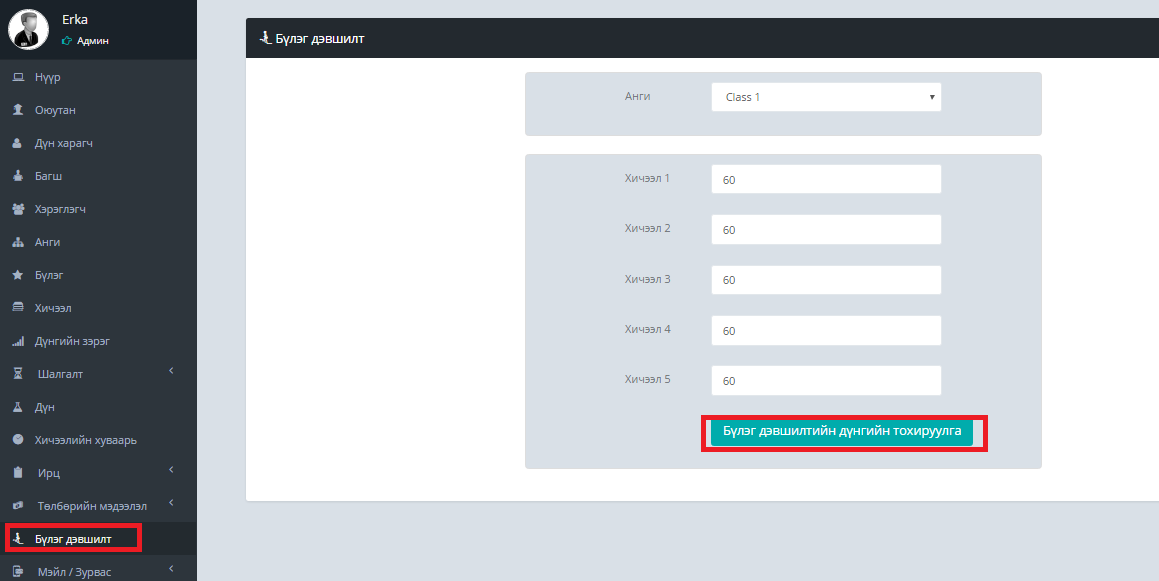 Erka
Админ
Нүүр
Оюутан
Дүн харагч
Багш
Хэрэглэгч
Анги
Бүлэг
Хичээл
Дүнгийн зэрэг
Шалгалт
Дүн
Хичээлийн хуваарь
Ирц
Төлбөрийн мэдээлэл
Бүлэг дэвшилт
Мэйл / Зурвас
Бүлэг дэвшилт
Анги Class 1
Хичээл 1 60
Хичээл 2 60
Хичээл 3 60
Хичээл 4 60
Хичээл 5 60
Бүлэг дэвшилтийн дүнгийн тохируулга